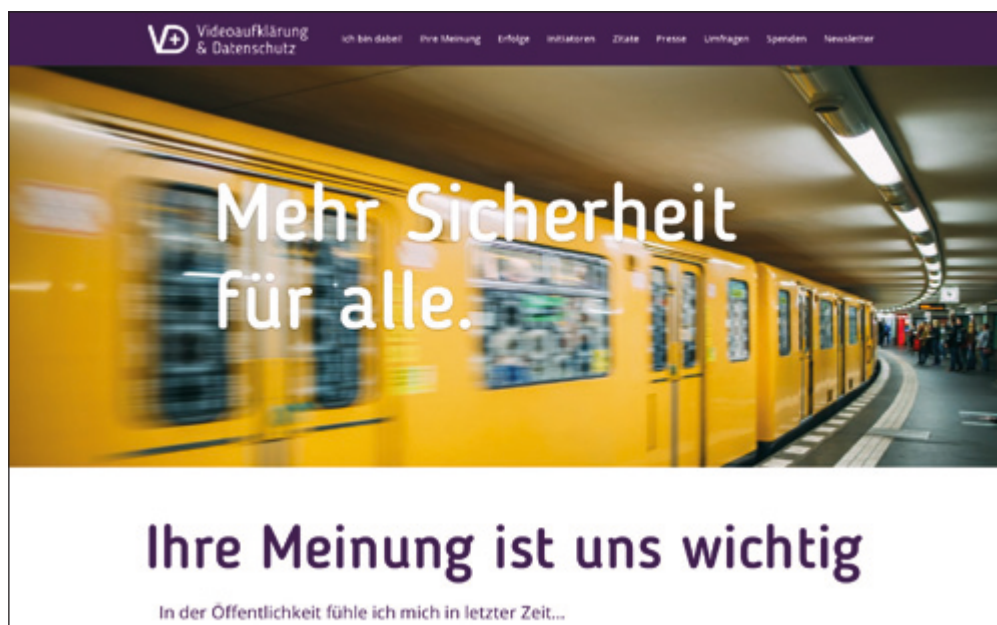 Videoaufklärung
& Datenschutz
Ich bin dabei! Ihre Meinung Erfolge Initiatoren Zitate Presse Umfragen Spenden Newsletter
Mehr Sicherheit
für alle.
Ihre Meinung ist uns wichtig
In der Öffentlichkeit fühle ich mich in letzter Zeit...